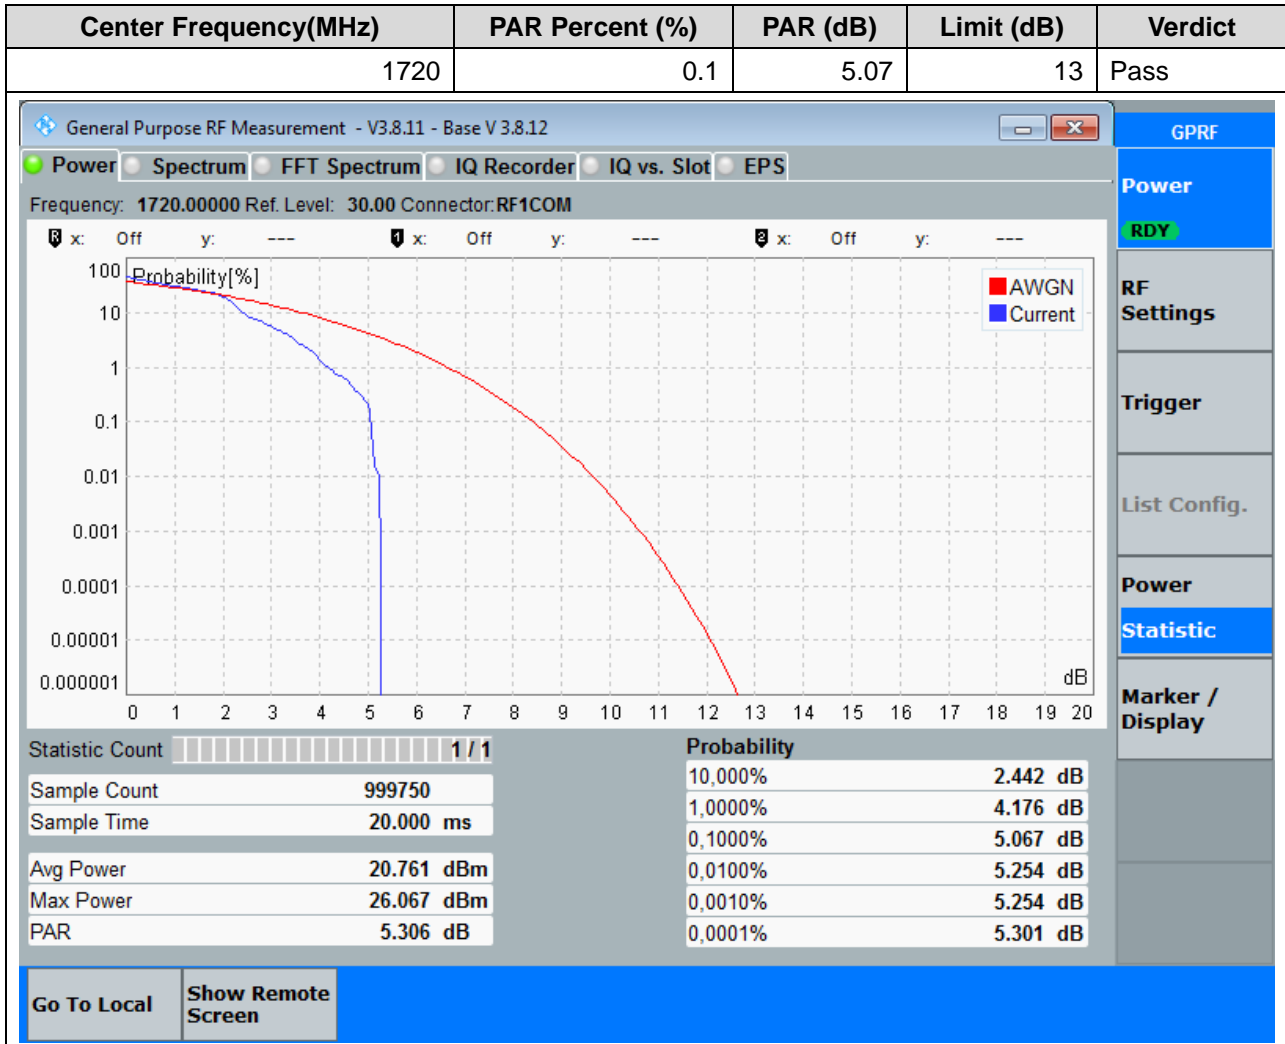 Center Frequency(MHz) PAR Percent (%) PAR (dB) Limit (dB) Verdict
1720 0.1 5.07 13 Pass
General Purpose RF Measurement - V3.8.11 - Base V 3.8.12
GPRF
Power Spectrum FFT Spectrum IQ Recorder IQ vs. Slot EPS
Frequency: 1720.00000 Ref. Level: 30.00 Connector:RF1COM
R x: Off y: --- 1 x: Off y: --- 2 x: Off y: ---
Probability[%]
100
10
1
0.1
0.01
0.001
0.0001
0.00001
0.000001
AWGN
Current
dB
0 1 2 3 4 5 6 7 8 9 10 11 12 13 14 15 16 17 18 19 20
Statistic Count 1 / 1
Sample Count 999750
Sample Time 20.000 ms
Avg Power 20.761 dBm
Max Power 26.067 dBm
PAR 5.306 dB
Probability
10,000% 2.442 dB
1,0000% 4.176 dB
0,1000% 5.067 dB
0,0100% 5.254 dB
0,0010% 5.254 dB
0,0001% 5.301 dB
Power
RDY
RF
Settings
Trigger
List Config.
Power
Statistic
Marker /
Display
Go To Local
Show Remote
Screen